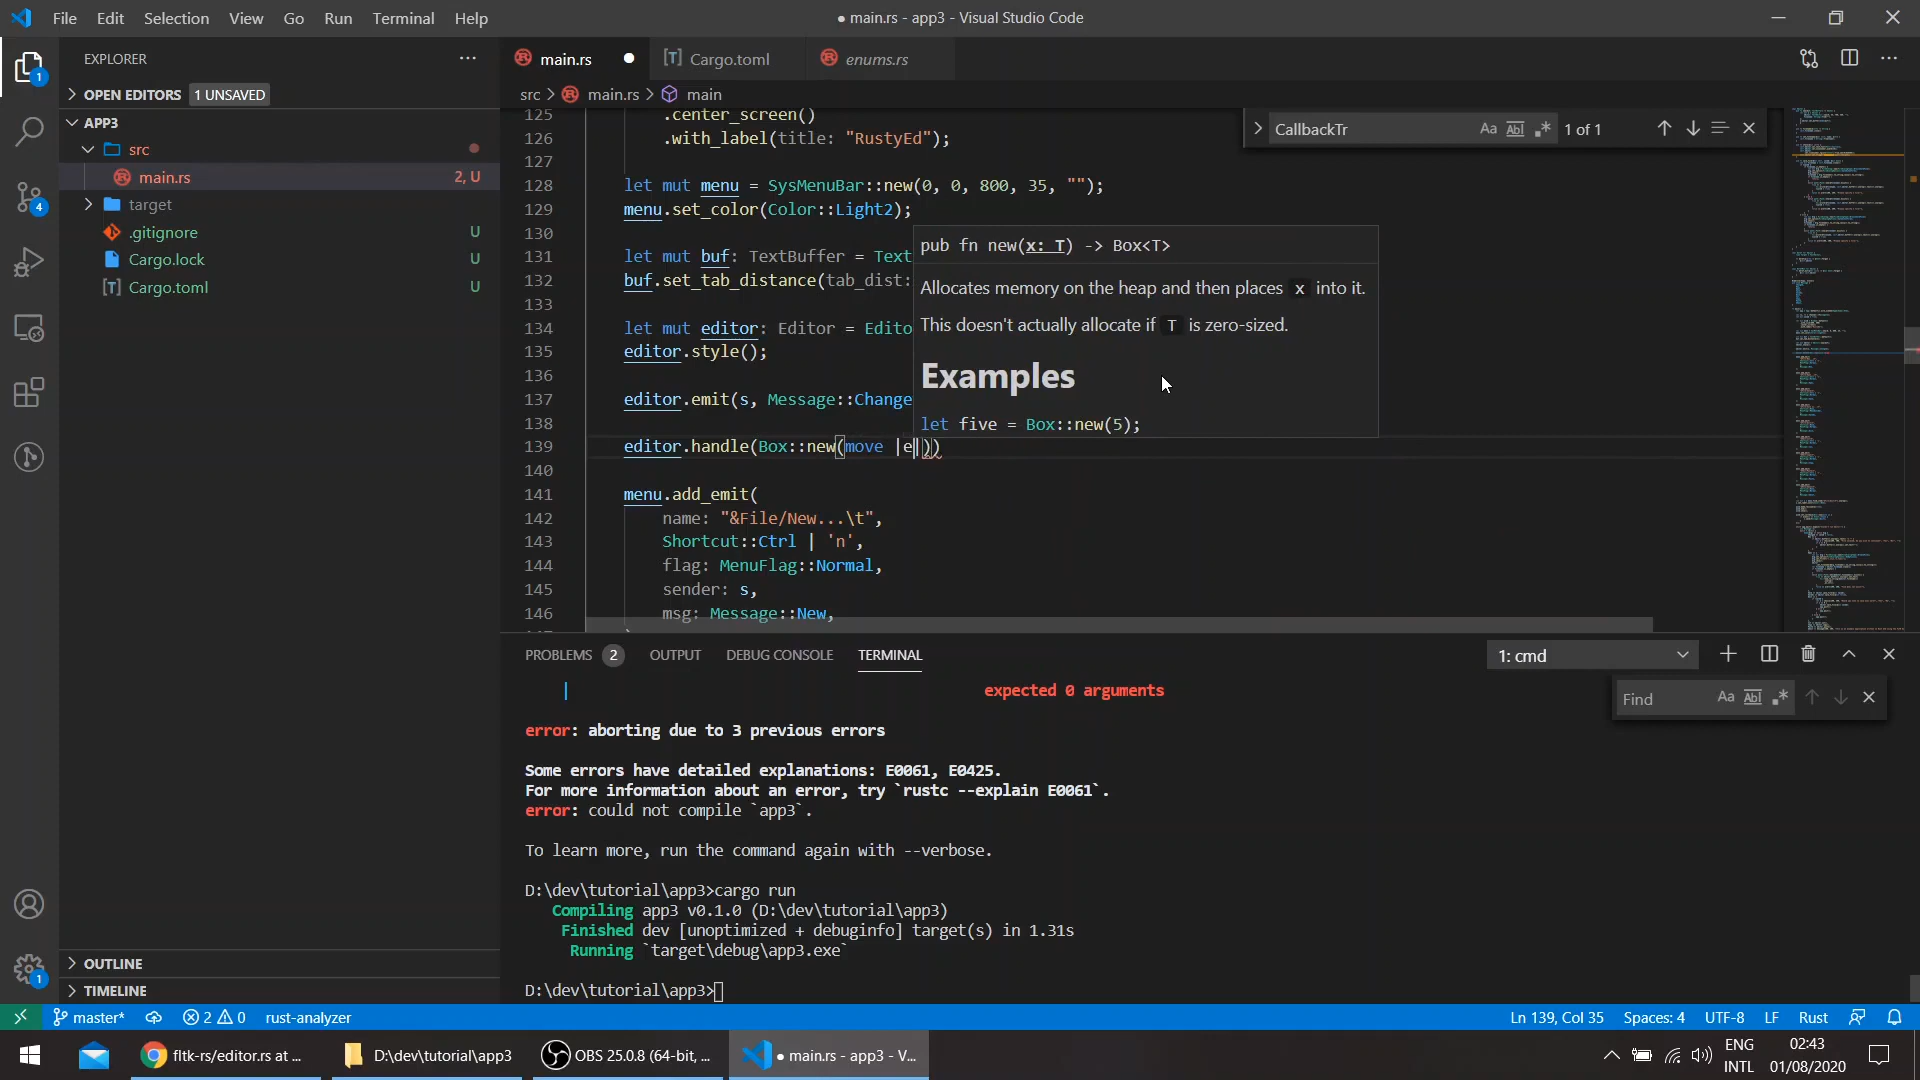 File Edit Selection View Go Run Terminal Help
● main.rs - app3 - Visual Studio Code
EXPLORER
OPEN EDITORS 1 UNSAVED
APP3
src
main.rs 2, U
target
.gitignore U
Cargo.lock U
Cargo.toml U
OUTLINE
TIMELINE
main.rs
Cargo.toml
enums.rs
src > main.rs > main
CallbackTr
Aa Abl .*
1 of 1
125 .center_screen()
126 .with_label(title: "RustyEd");
127
128 let mut menu = SysMenuBar::new(0, 0, 800, 35, "");
129 menu.set_color(Color::Light2);
130
131 let mut buf: TextBuffer = Text
132 buf.set_tab_distance(tab_dist:
133
134 let mut editor: Editor = Edito
135 editor.style();
136
137 editor.emit(s, Message::Change
138
139 editor.handle(Box::new(move |e|))
140
141 menu.add_emit(
142 name: "&File/New...\t",
143 Shortcut::Ctrl | 'n',
144 flag: MenuFlag::Normal,
145 sender: s,
146 msg: Message::New,
pub fn new(x: T) -> Box<T>
Allocates memory on the heap and then places x into it.
This doesn't actually allocate if T is zero-sized.
Examples
let five = Box::new(5);
PROBLEMS 2 OUTPUT DEBUG CONSOLE TERMINAL
1: cmd
Find
Aa Abl .*
| expected 0 arguments
error: aborting due to 3 previous errors
Some errors have detailed explanations: E0061, E0425.
For more information about an error, try `rustc --explain E0061`.
error: could not compile `app3`.
To learn more, run the command again with --verbose.
D:\dev\tutorial\app3>cargo run
Compiling app3 v0.1.0 (D:\dev\tutorial\app3)
Finished dev [unoptimized + debuginfo] target(s) in 1.31s
Running `target\debug\app3.exe`
D:\dev\tutorial\app3>
1
4
1
master* 2 0 rust-analyzer
Ln 139, Col 35 Spaces: 4 UTF-8 LF Rust
fltk-rs/editor.rs at ...
D:\dev\tutorial\app3
OBS 25.0.8 (64-bit, ...
● main.rs - app3 - V...
ENG
INTL
02:43
01/08/2020